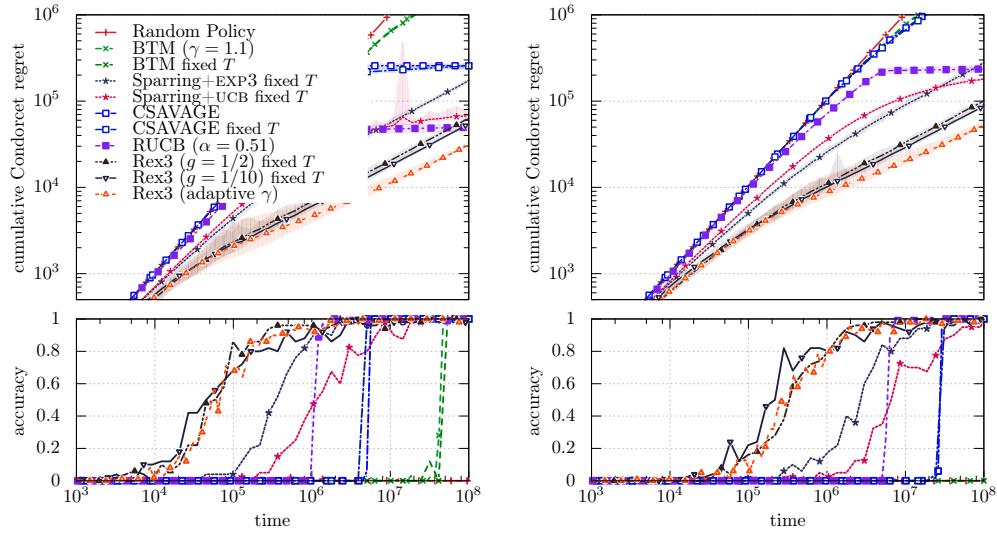 10^6
10^5
10^4
10^3
cumulative Condorcet regret
Random Policy
BTM (γ = 1.1)
BTM fixed T
Sparring+EXP3 fixed T
Sparring+UCB fixed T
CSAVAGE
CSAVAGE fixed T
RUCB (α = 0.51)
Rex3 (g = 1/2) fixed T
Rex3 (g = 1/10) fixed T
Rex3 (adaptive γ)
1
0.8
0.6
0.4
0.2
0
accuracy
10^3 10^4 10^5 10^6 10^7 10^8
time
10^6
10^5
10^4
10^3
cumulative Condorcet regret
1
0.8
0.6
0.4
0.2
0
accuracy
10^3 10^4 10^5 10^6 10^7 10^8
time